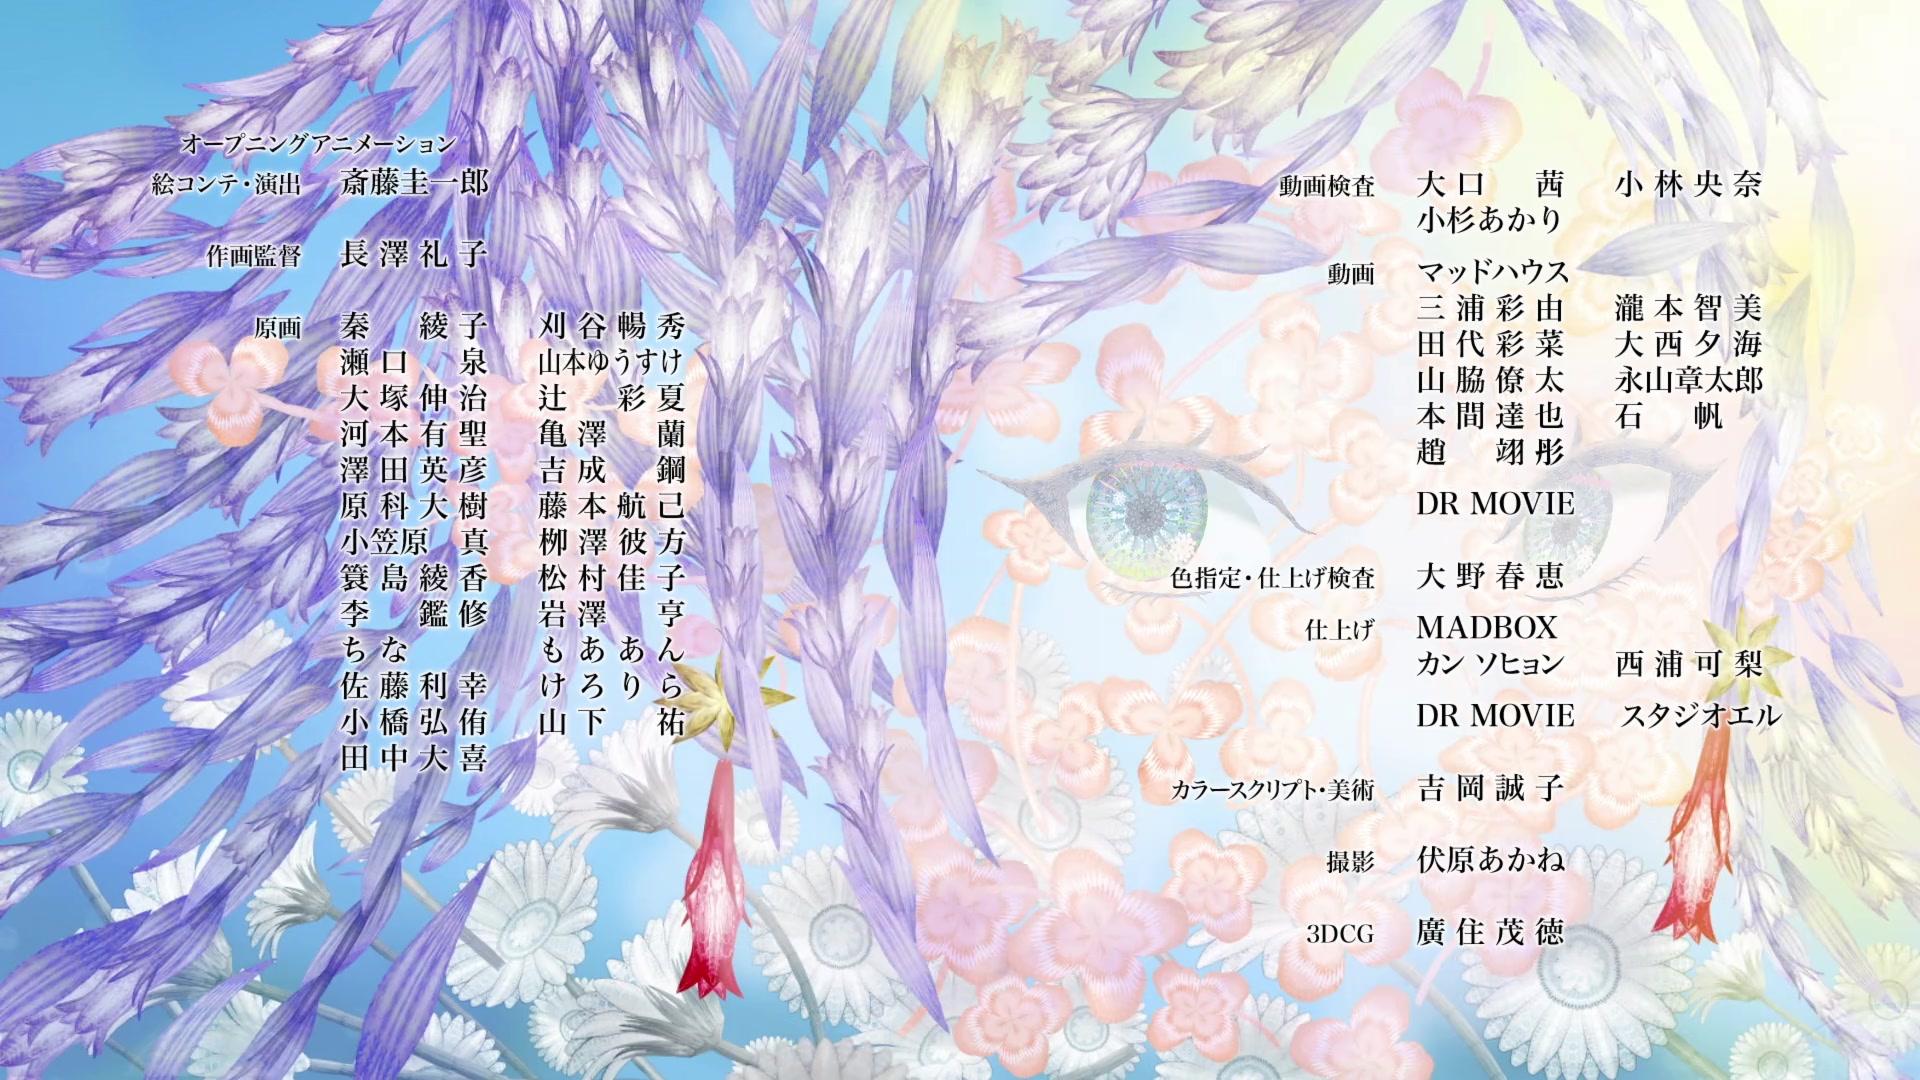 オープニングアニメーション
絵コンテ・演出 斎藤圭一郎
作画監督 長澤礼子
原画 秦 綾子 刈谷暢秀
瀬口 泉 山本ゆうすけ
大塚伸治 辻 彩夏
河本有聖 亀澤 蘭
澤田英彦 吉成 鋼
原科大樹 藤本航己
小笠原 真 栁澤彼方
簑島綾香 松村佳子
李 鑑修 岩澤 亨
ちな もああん
佐藤利幸 けろりら
小橋弘侑 山下 祐
田中大喜
動画検査 大口 茜 小林央奈
小杉あかり
動画 マッドハウス
三浦彩由 瀧本智美
田代彩菜 大西夕海
山脇僚太 永山章太郎
本間達也 石 帆
趙 翊彤
DR MOVIE
色指定・仕上げ検査 大野春恵
仕上げ MADBOX
カン ソヒョン 西浦可梨
DR MOVIE スタジオエル
カラースクリプト・美術 吉岡誠子
撮影 伏原あかね
3DCG 廣住茂徳